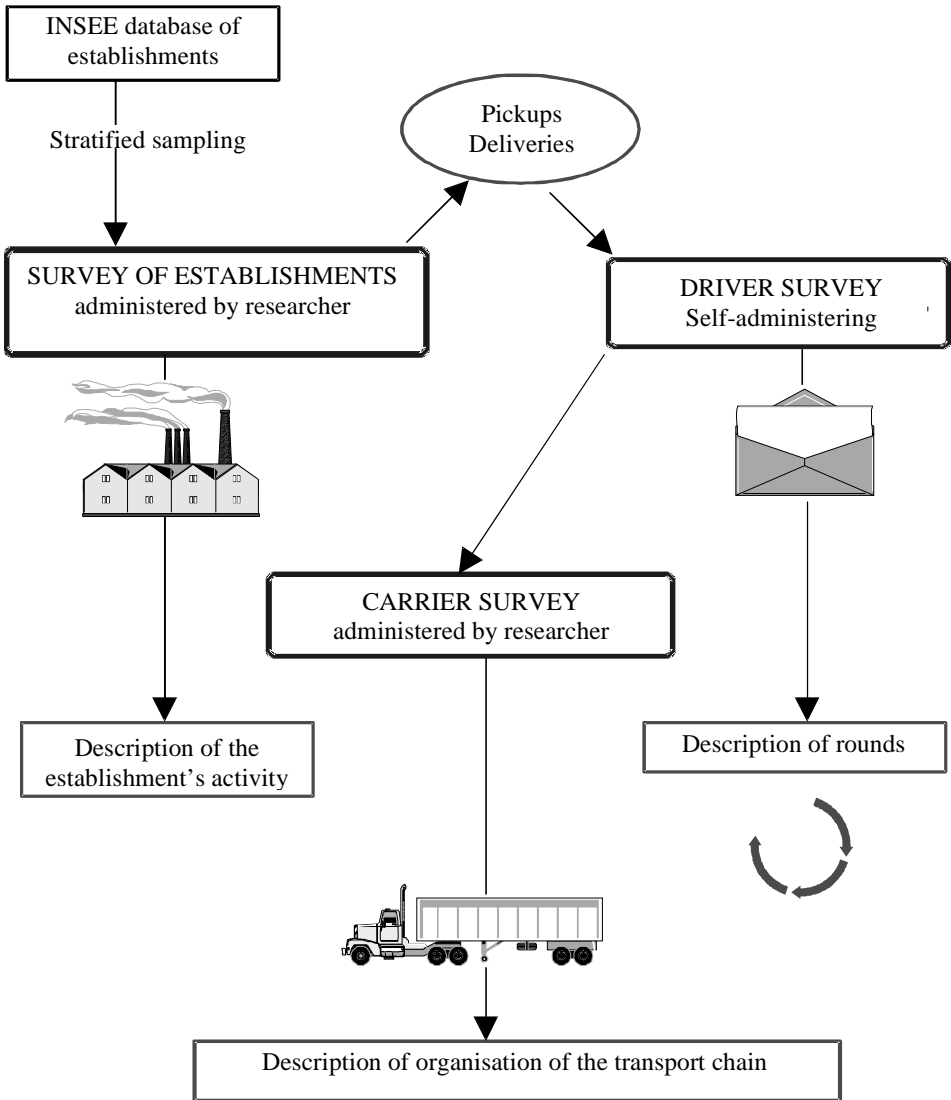 INSEE database of
establishments
Stratified sampling
Pickups
Deliveries
SURVEY OF ESTABLISHMENTS
administered by researcher
DRIVER SURVEY
Self-administering
CARRIER SURVEY
administered by researcher
Description of the
establishment’s activity
Description of rounds
Description of organisation of the transport chain